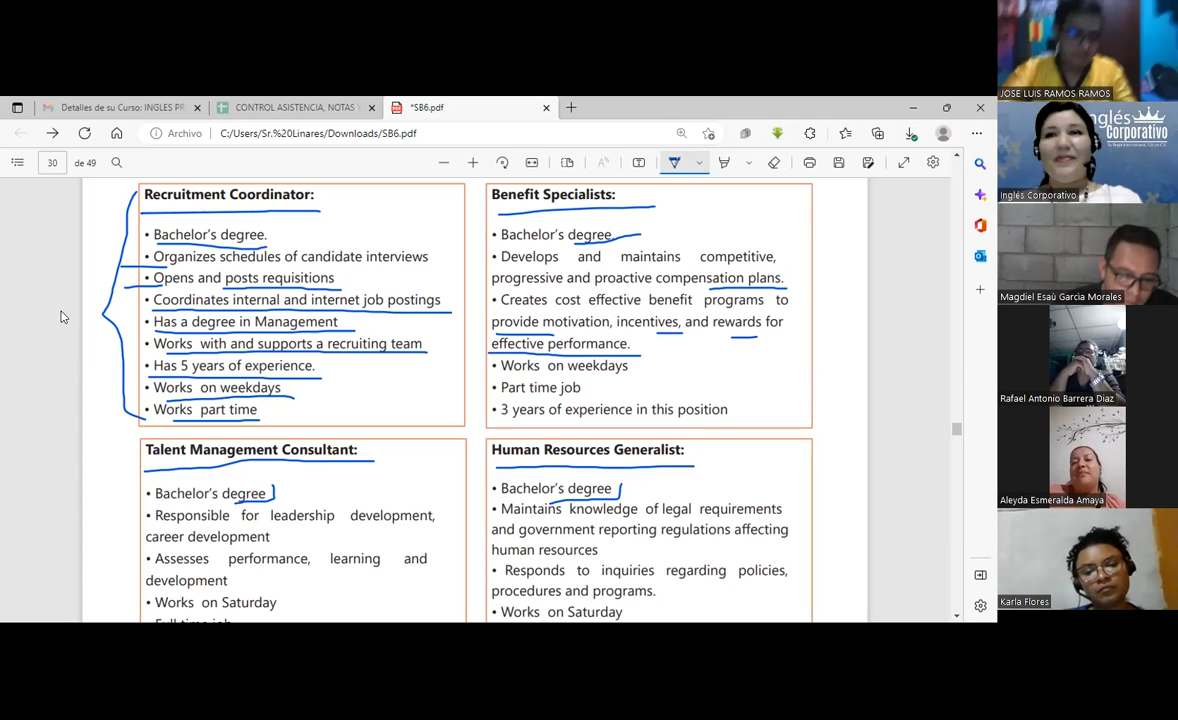 JOSE LUIS RAMOS RAMOS
Detalles de su Curso: INGLES PR
CONTROL ASISTENCIA, NOTAS Y
*SB6.pdf
Inglés
Corporativo
Inglés Corporativo
Archivo
C:/Users/Sr.%20Linares/Downloads/SB6.pdf
30
de 49
Recruitment Coordinator:
• Bachelor's degree.
• Organizes schedules of candidate interviews
• Opens and posts requisitions
• Coordinates internal and internet job postings
• Has a degree in Management
• Works with and supports a recruiting team
• Has 5 years of experience.
• Works on weekdays
• Works part time
Benefit Specialists:
• Bachelor's degree.
• Develops and maintains competitive,
progressive and proactive compensation plans.
• Creates cost effective benefit programs to
provide motivation, incentives, and rewards for
effective performance.
• Works on weekdays
• Part time job
• 3 years of experience in this position
Talent Management Consultant:
• Bachelor's degree
• Responsible for leadership development,
career development
• Assesses performance, learning and
development
• Works on Saturday
Full time job
Human Resources Generalist:
• Bachelor's degree
• Maintains knowledge of legal requirements
and government reporting regulations affecting
human resources
• Responds to inquiries regarding policies,
procedures and programs.
• Works on Saturday
Magdiel Esaù Garcia Morales
Rafael Antonio Barrera Diaz
Aleyda Esmeralda Amaya
Karla Flores